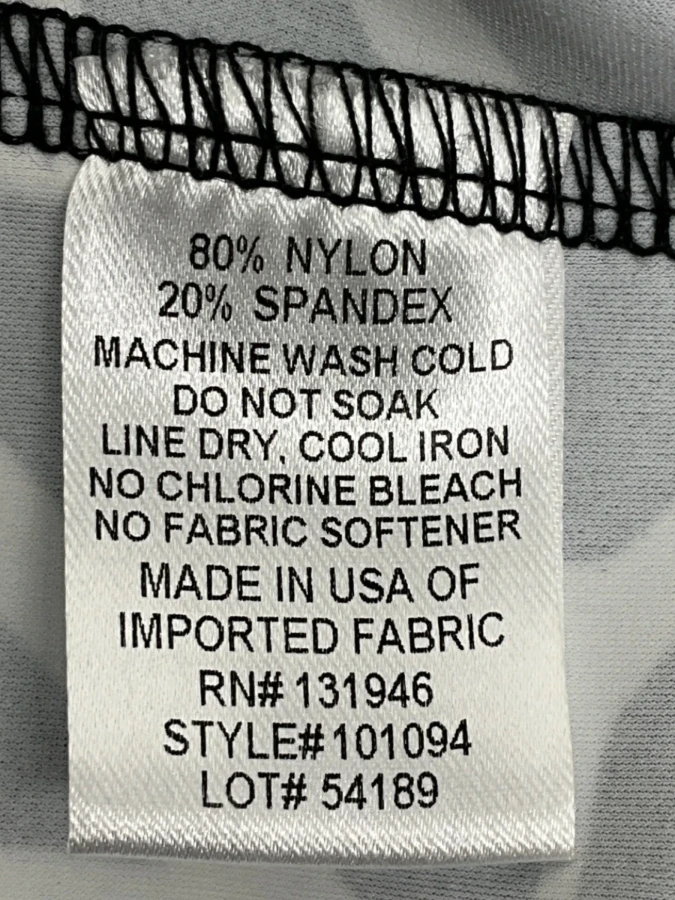 80% NYLON
20% SPANDEX
MACHINE WASH COLD
DO NOT SOAK
LINE DRY, COOL IRON
NO CHLORINE BLEACH
NO FABRIC SOFTENER
MADE IN USA OF
IMPORTED FABRIC
RN# 131946
STYLE# 101094
LOT# 54189